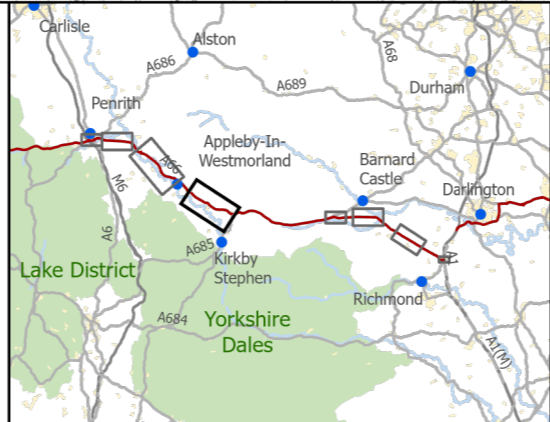 Carlisle
Alston
A686
A68
A689
Durham
Penrith
Appleby-In-
Westmorland
A66
Barnard
Castle
Darlington
M6
A6
A685
Kirkby
Stephen
Lake District
A1
Richmond
A684
Yorkshire
Dales
A1(M)